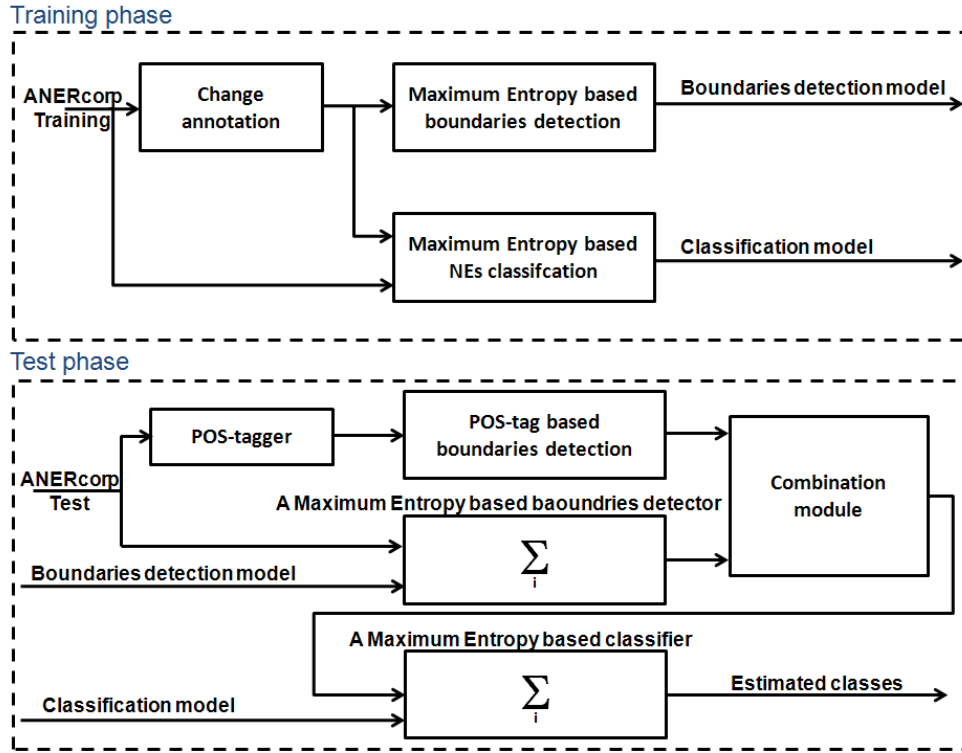 Training phase
ANERcorp
Training
Change
annotation
Maximum Entropy based
boundaries detection
Boundaries detection model
Maximum Entropy based
NEs classifcation
Classification model
Test phase
ANERcorp
Test
POS-tagger
POS-tag based
boundaries detection
Combination
module
A Maximum Entropy based baoundries detector
∑
i
Boundaries detection model
A Maximum Entropy based classifier
∑
i
Classification model
Estimated classes